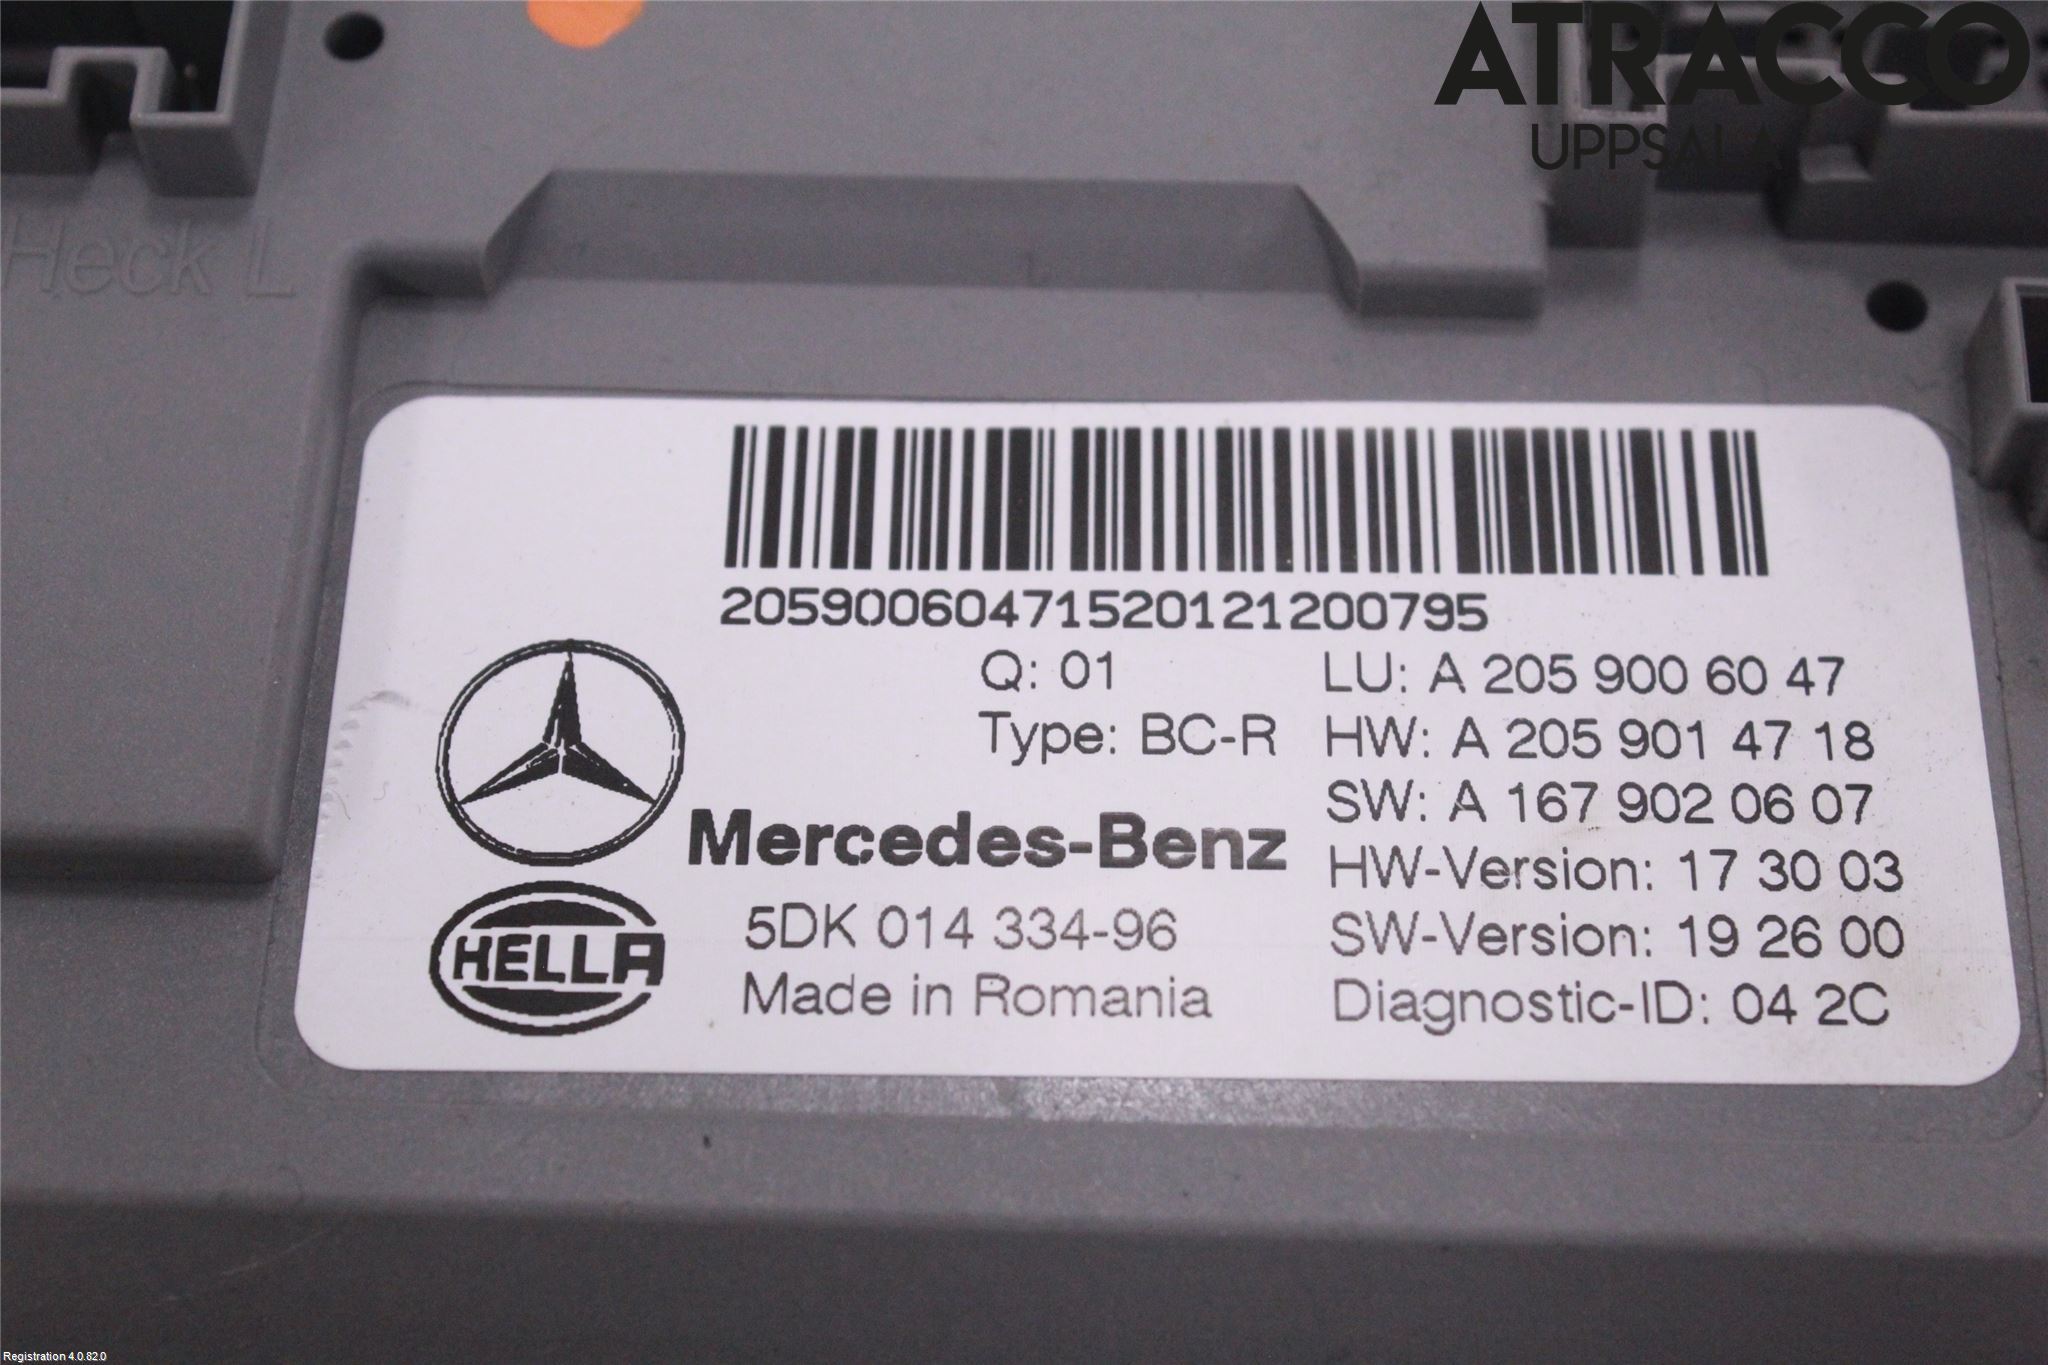 ATRACCO
UPPSALA
Heck L
20590060471520121200795
Q: 01
Type: BC-R
LU: A 205 900 60 47
HW: A 205 901 47 18
SW: A 167 902 06 07
HW-Version: 17 30 03
SW-Version: 19 26 00
Diagnostic-ID: 04 2C
Mercedes-Benz
HELLA
5DK 014 334-96
Made in Romania
Registration 4.0.82.0